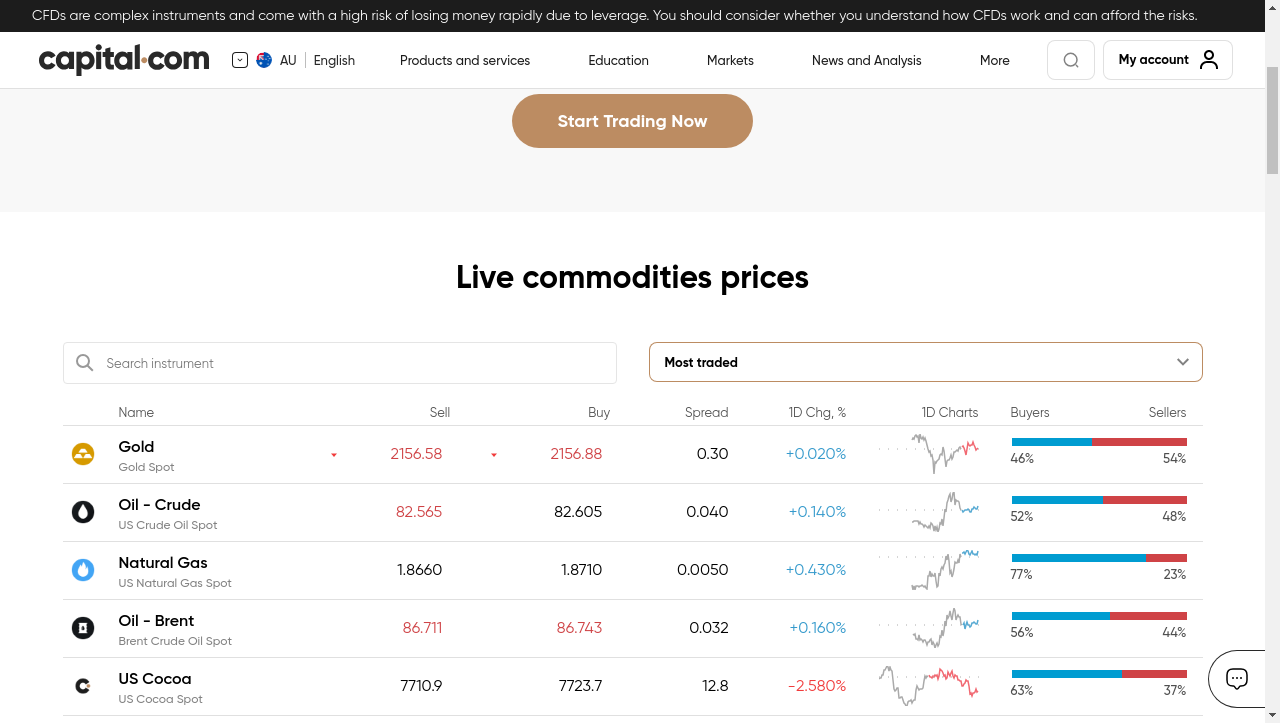 CFDs are complex instruments and come with a high risk of losing money rapidly due to leverage. You should consider whether you understand how CFDs work and can afford the risks.
capital.com AU English Products and services Education Markets News and Analysis More My account
Start Trading Now
Live commodities prices
Search instrument Most traded
Name Sell Buy Spread 1D Chg, % 1D Charts Buyers Sellers
Gold 2156.58 2156.88 0.30 +0.020%
Gold Spot 46% 54%
Oil - Crude 82.565 82.605 0.040 +0.140%
US Crude Oil Spot 52% 48%
Natural Gas 1.8660 1.8710 0.0050 +0.430%
US Natural Gas Spot 77% 23%
Oil - Brent 86.711 86.743 0.032 +0.160%
Brent Crude Oil Spot 56% 44%
US Cocoa 7710.9 7723.7 12.8 -2.580%
US Cocoa Spot 63% 37%